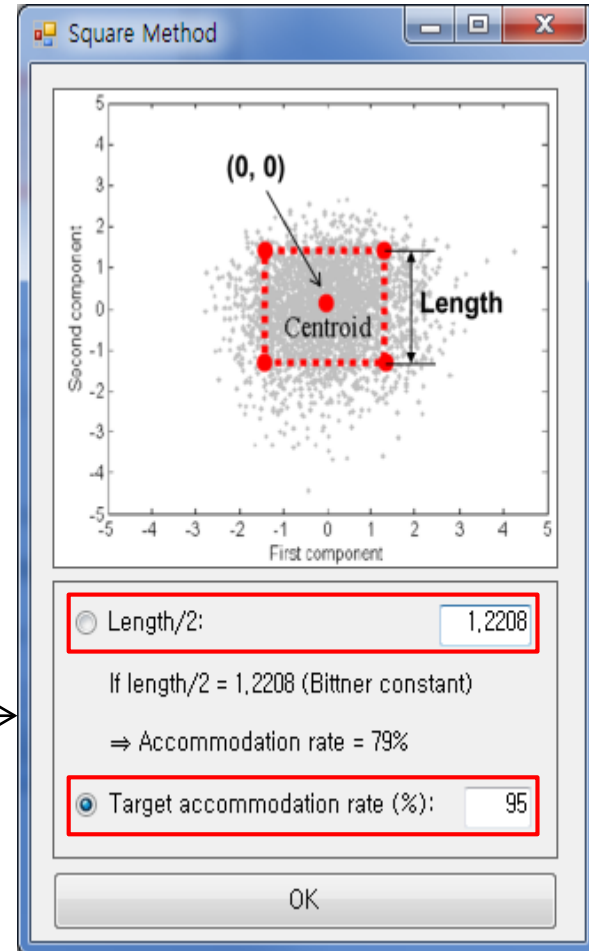 Square Method
5
4
3
2
1
0
-1
-2
-3
-4
-5
Second component
(0, 0)
Length
Centroid
-5 -4 -3 -2 -1 0 1 2 3 4 5
First component
Length/2: 1,2208
If length/2 = 1,2208 (Bittner constant)
⇒ Accommodation rate = 79%
Target accommodation rate (%): 95
OK